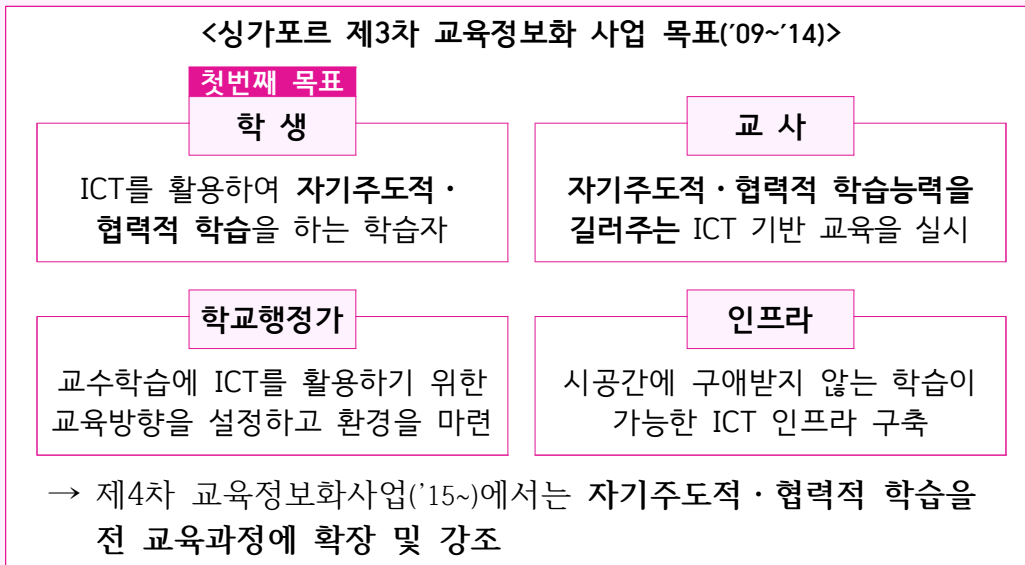 <싱가포르 제3차 교육정보화 사업 목표(′09~′14)>
첫번째 목표
학 생
ICT를 활용하여 자기주도적·
협력적 학습을 하는 학습자
교 사
자기주도적·협력적 학습능력을
길러주는 ICT 기반 교육을 실시
학교행정가
교수학습에 ICT를 활용하기 위한
교육방향을 설정하고 환경을 마련
인프라
시공간에 구애받지 않는 학습이
가능한 ICT 인프라 구축
→ 제4차 교육정보화사업(’15~)에서는 자기주도적·협력적 학습을
전 교육과정에 확장 및 강조